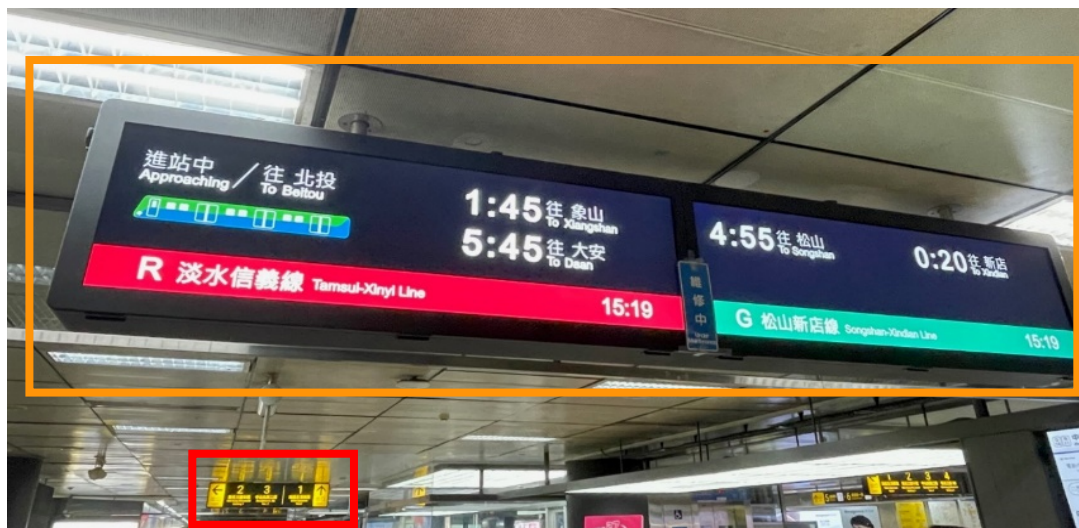 進站中 / 往 北投
Approaching To Beitou
1:45 往 象山
To Xiangshan
5:45 往 大安
To Daan
R 淡水信義線 Tamsui-Xinyi Line 15:19
4:55 往 松山
To Songshan
0:20 往 新店
To Xindian
G 松山新店線 Songshan-Xindian Line 15:19
維修中
← 2 3 1 ↑
1 2 3 4